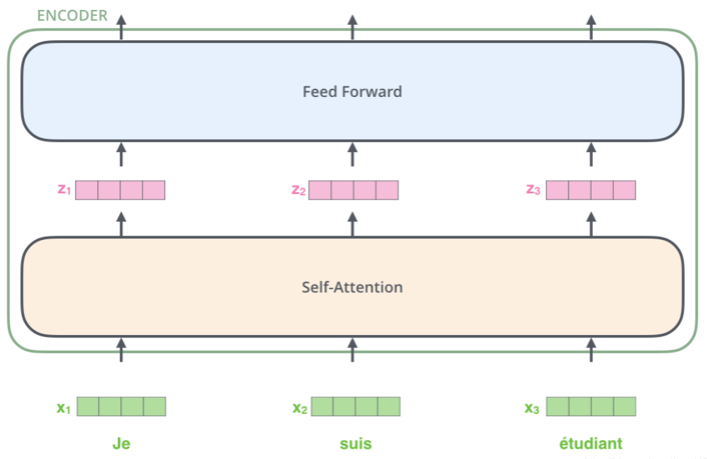 ENCODER
Feed Forward
z₁ z₂ z₃
Self-Attention
x₁ x₂ x₃
Je suis étudiant